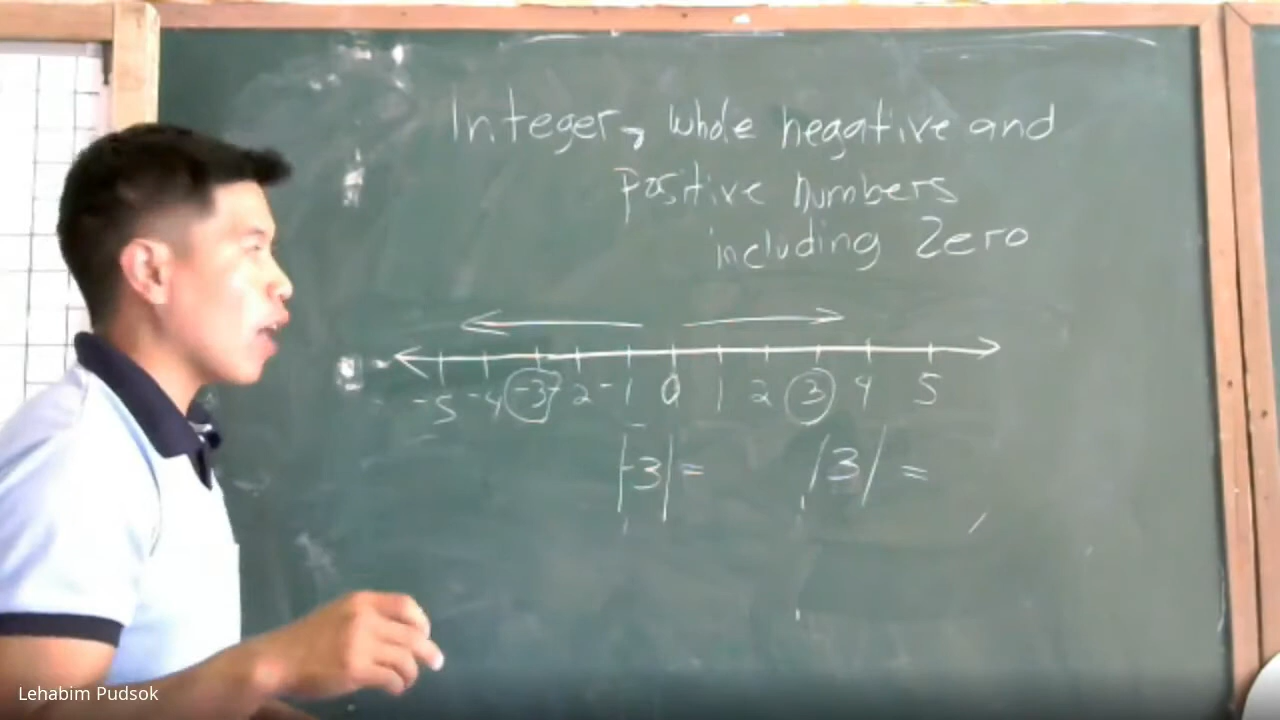 Integer, whole negative and
positive numbers
including Zero
-5 -4 -3 -2 -1 0 1 2 3 4 5
|-3| = |3| =
Lehabim Pudsok